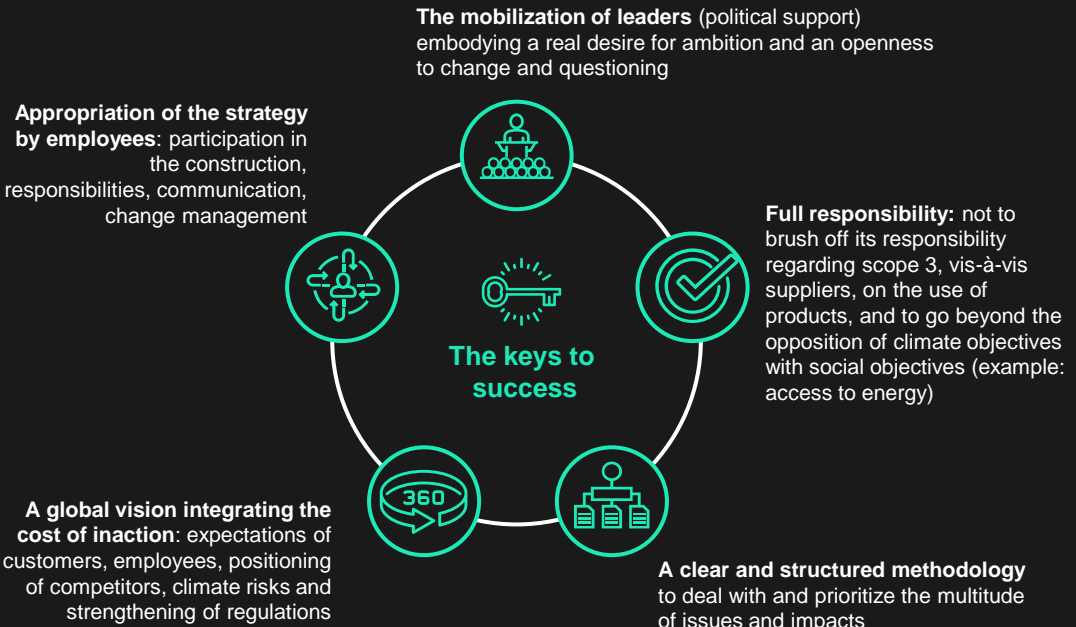 The mobilization of leaders (political support)
embodying a real desire for ambition and an openness
to change and questioning
Appropriation of the strategy
by employees: participation in
the construction,
responsibilities, communication,
change management
Full responsibility: not to
brush off its responsibility
regarding scope 3, vis-à-vis
suppliers, on the use of
products, and to go beyond the
opposition of climate objectives
with social objectives (example:
access to energy)
The keys to
success
360
A global vision integrating the
cost of inaction: expectations of
customers, employees, positioning
of competitors, climate risks and
strengthening of regulations
A clear and structured methodology
to deal with and prioritize the multitude
of issues and impacts